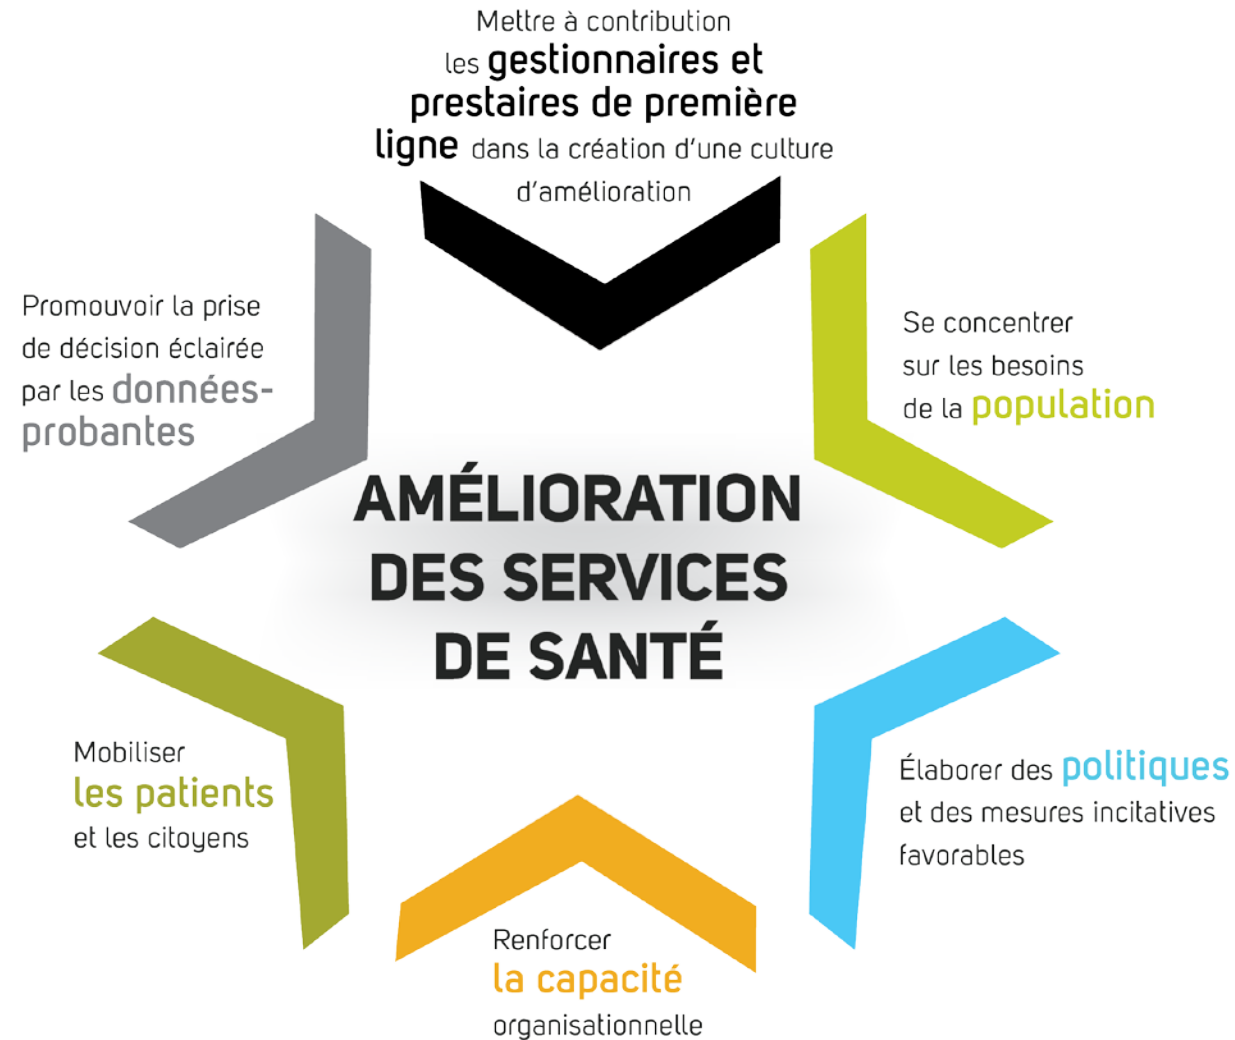 Mettre à contribution
les gestionnaires et
prestaires de première
ligne dans la création d'une culture
d'amélioration
Promouvoir la prise
de décision éclairée
par les données-
probantes
Se concentrer
sur les besoins
de la population
AMÉLIORATION
DES SERVICES
DE SANTÉ
Mobiliser
les patients
et les citoyens
Élaborer des politiques
et des mesures incitatives
favorables
Renforcer
la capacité
organisationnelle